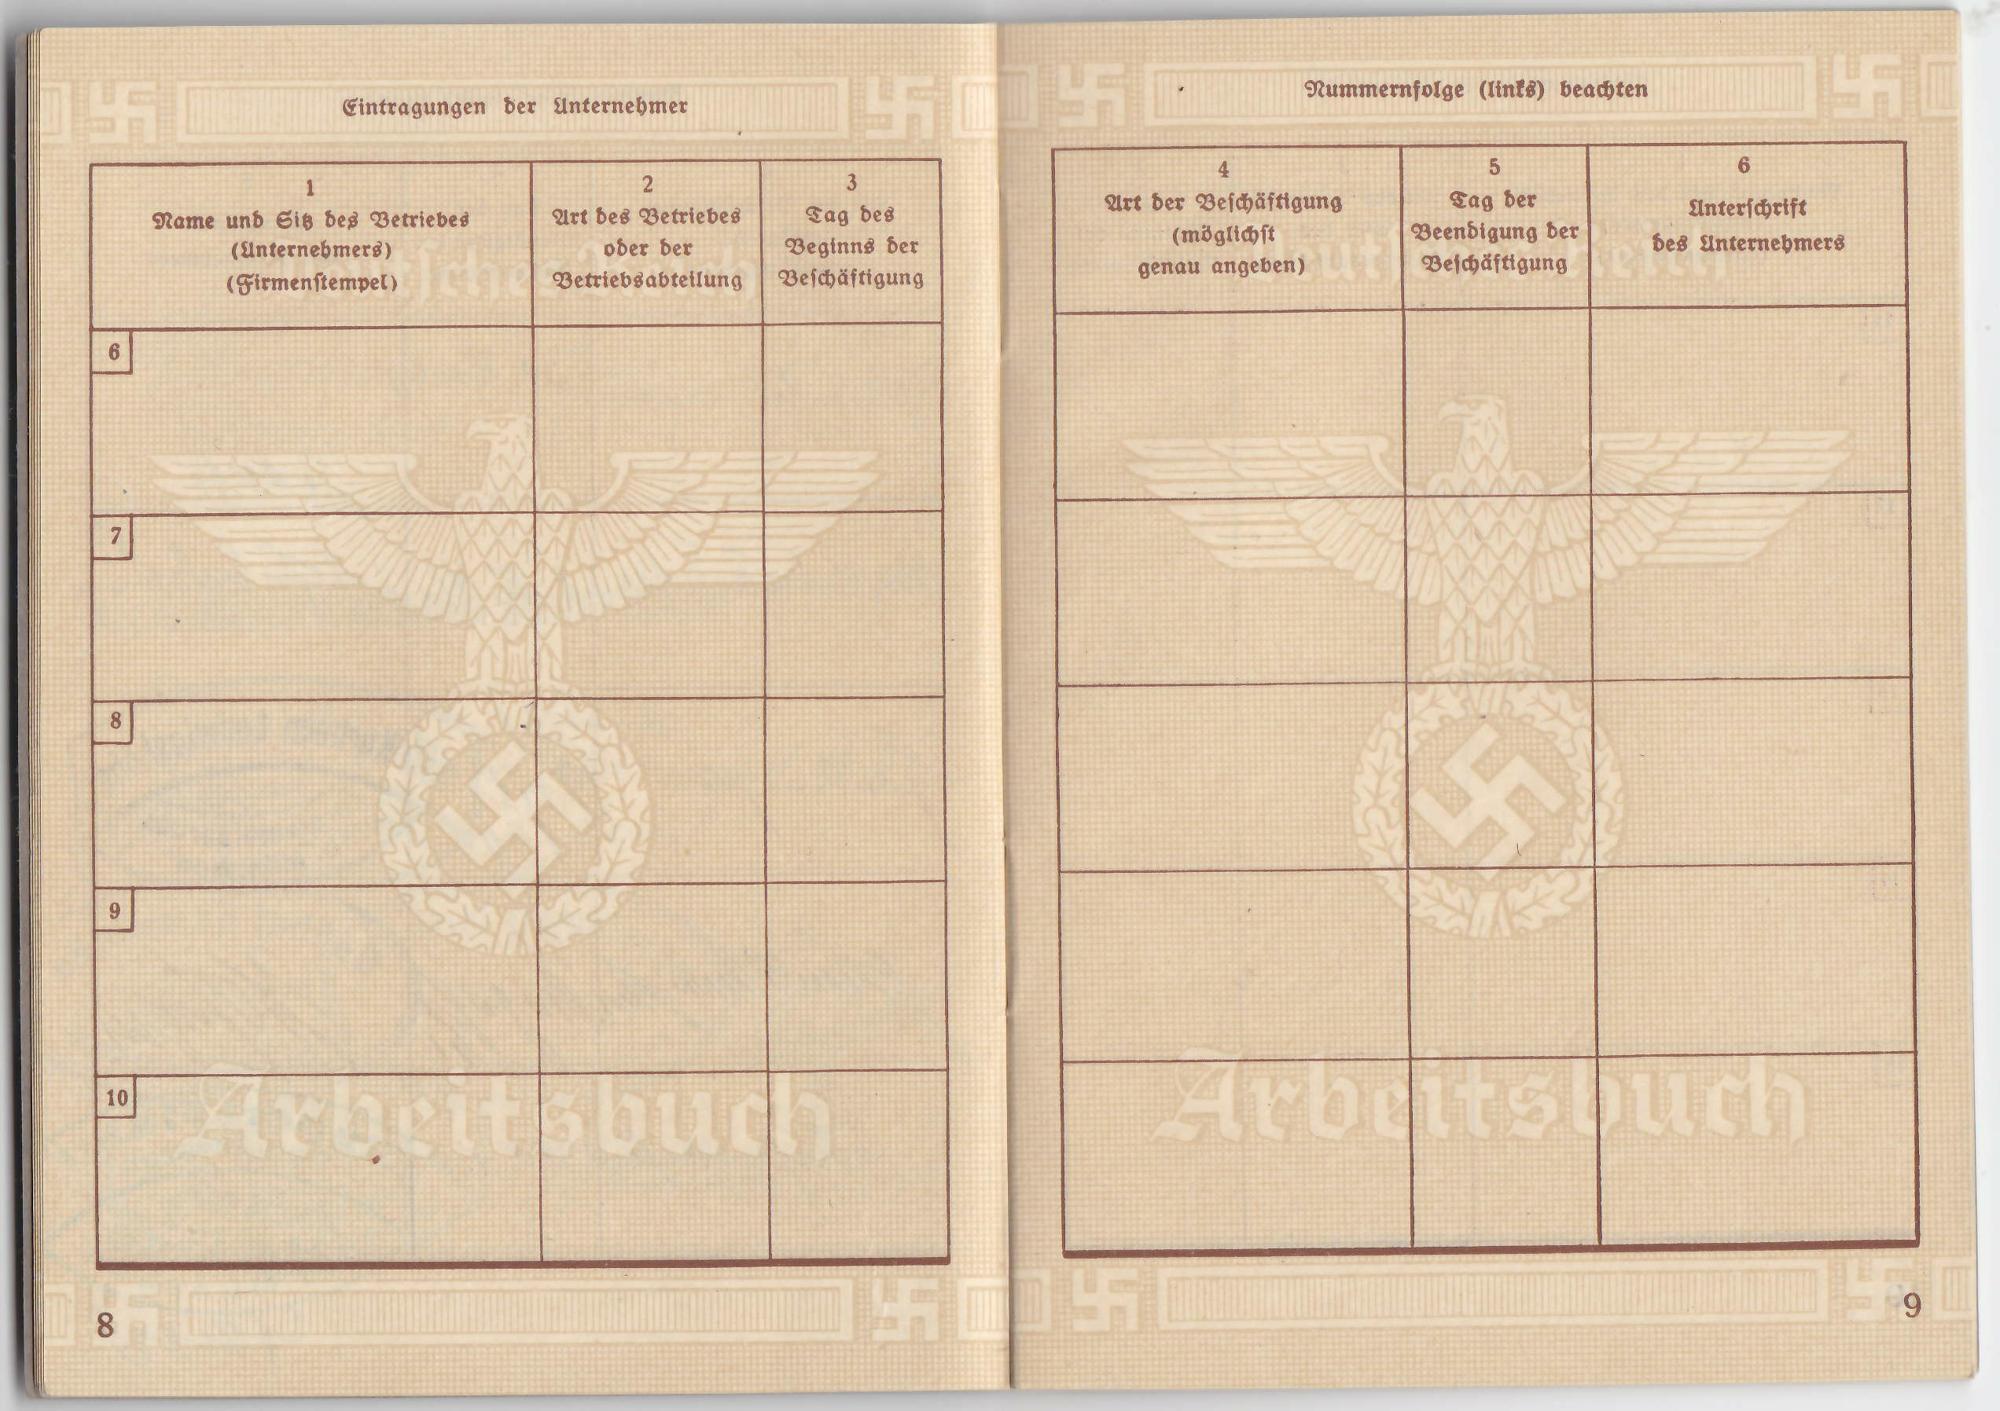 Eintragungen der Unternehmer
1
Name und Sitz des Betriebes
(Unternehmers)
(Firmenstempel)
2
Art des Betriebes
oder der
Betriebsabteilung
3
Tag des
Beginns der
Beschäftigung
6
7
8
9
10
Arbeitsbuch
8
Nummernfolge (links) beachten
4
Art der Beschäftigung
(möglichst
genau angeben)
5
Tag der
Beendigung der
Beschäftigung
6
Unterschrift
des Unternehmers
Arbeitsbuch
9